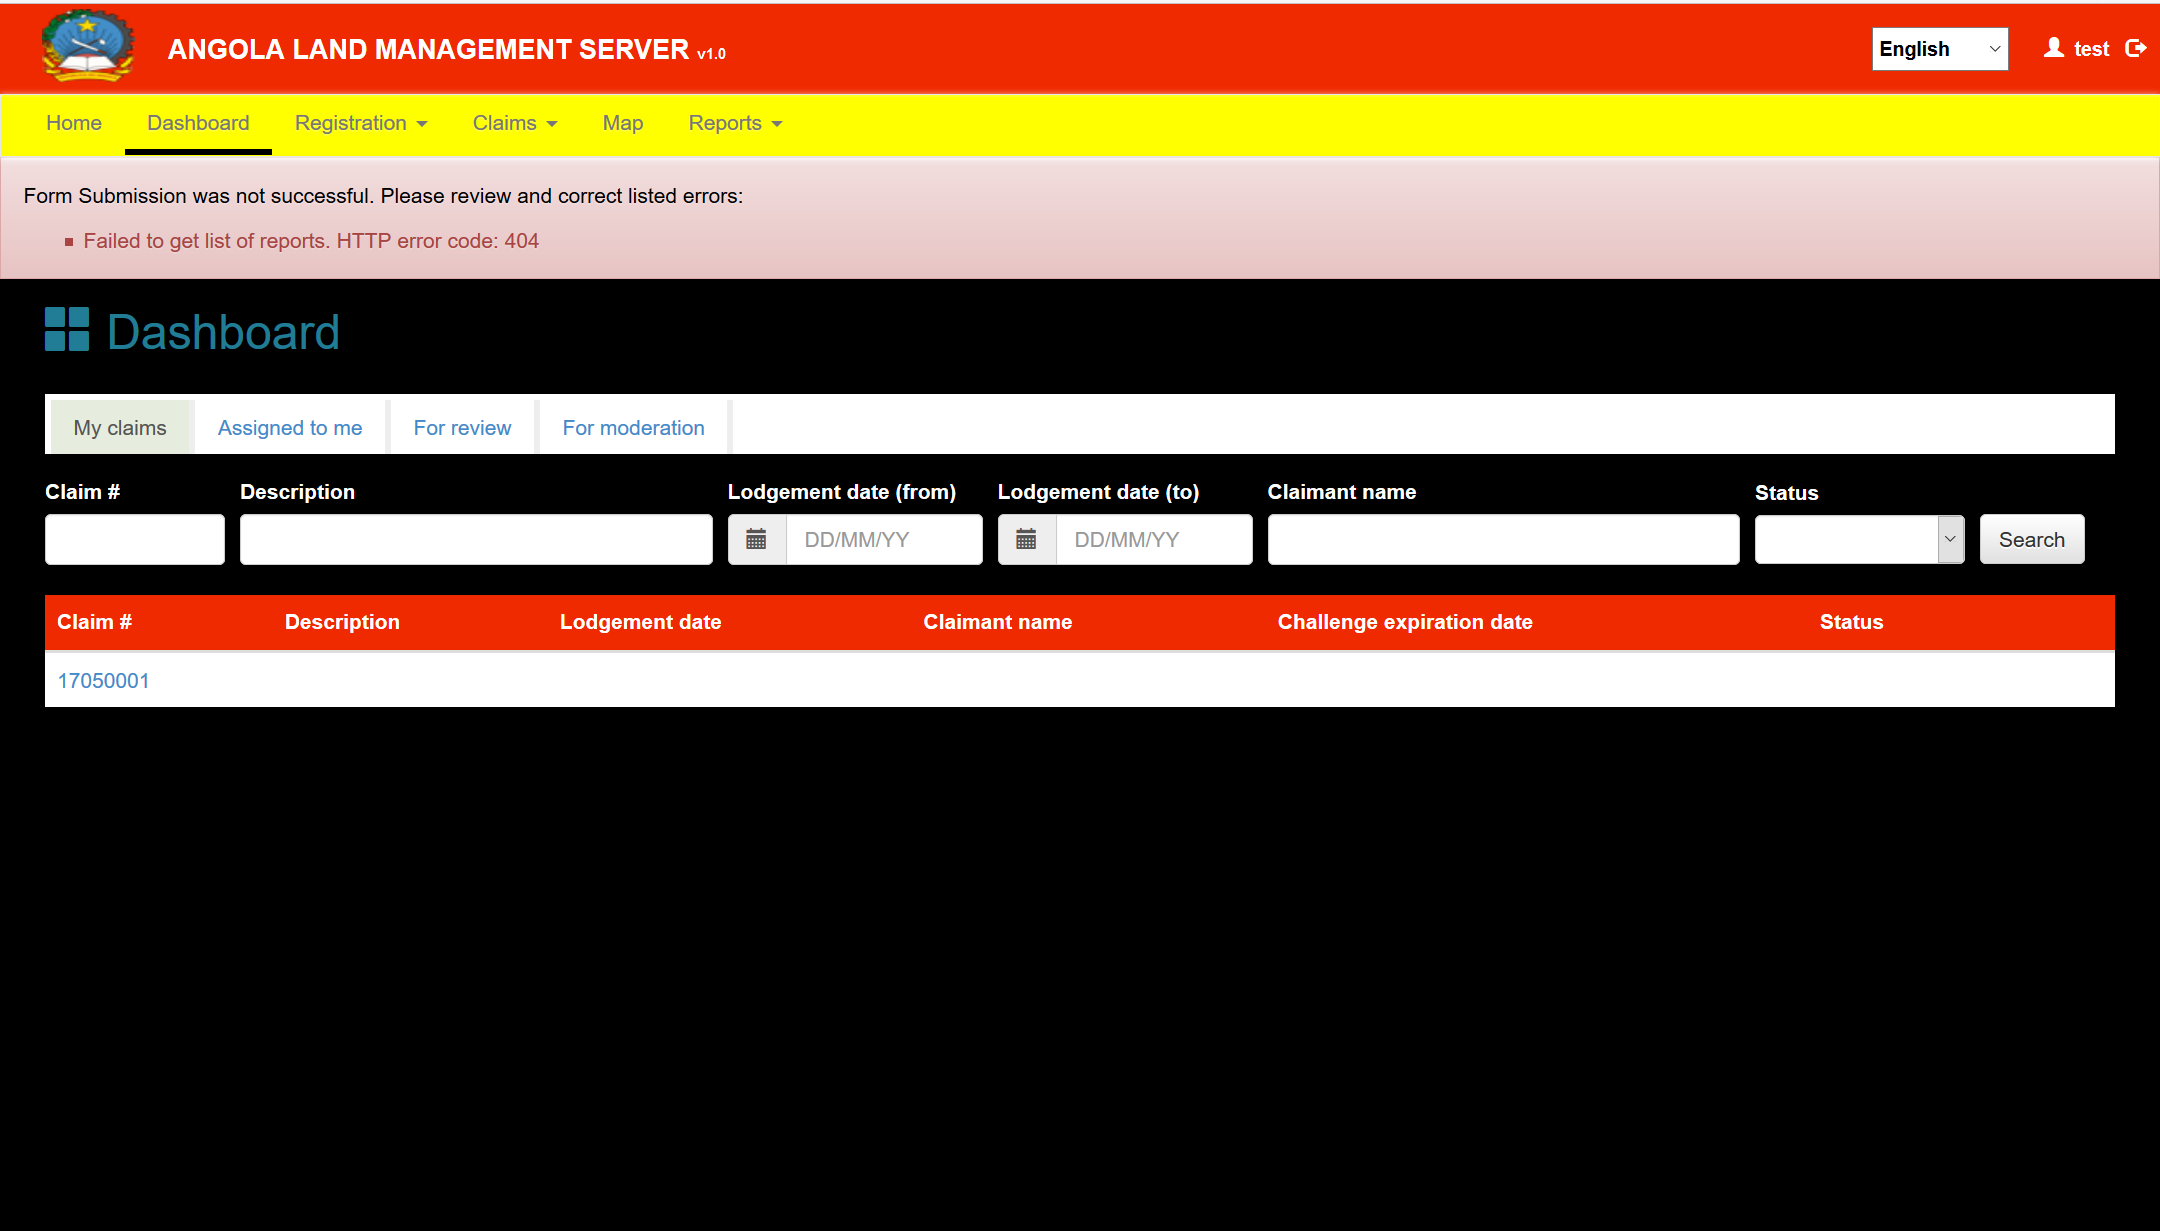 ANGOLA LAND MANAGEMENT SERVER v1.0
English
test
Home Dashboard Registration Claims Map Reports
Form Submission was not successful. Please review and correct listed errors:
Failed to get list of reports. HTTP error code: 404
Dashboard
My claims Assigned to me For review For moderation
Claim # Description Lodgement date (from) Lodgement date (to) Claimant name Status
DD/MM/YY DD/MM/YY Search
Claim # Description Lodgement date Claimant name Challenge expiration date Status
17050001